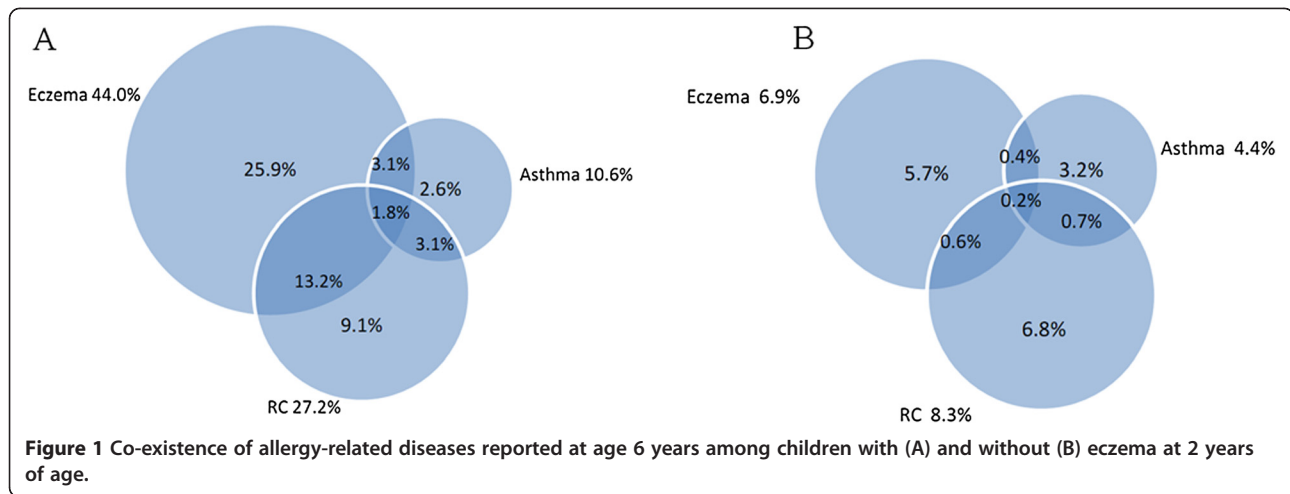 A
Eczema 44.0%
25.9%
3.1%
2.6%
Asthma 10.6%
1.8%
3.1%
13.2%
9.1%
RC 27.2%
B
Eczema 6.9%
5.7%
0.4%
3.2%
Asthma 4.4%
0.2%
0.7%
0.6%
6.8%
RC 8.3%
Figure 1 Co-existence of allergy-related diseases reported at age 6 years among children with (A) and without (B) eczema at 2 years
of age.